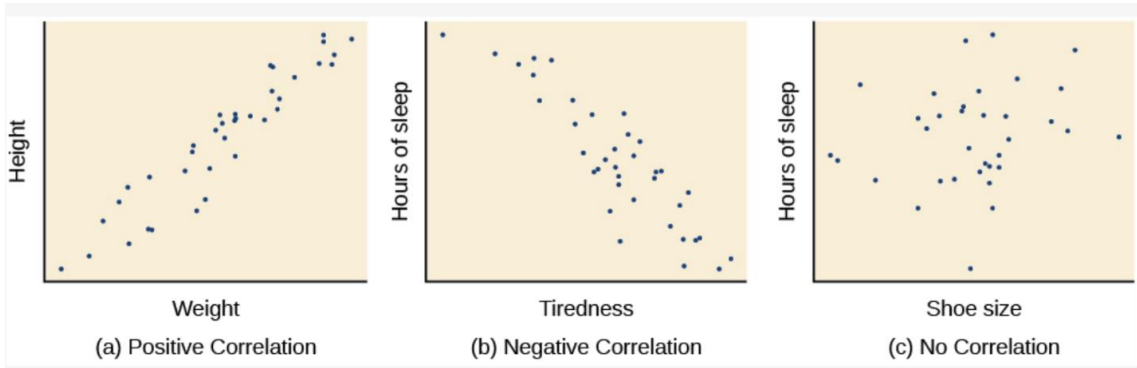 Height
Weight
(a) Positive Correlation
Hours of sleep
Tiredness
(b) Negative Correlation
Hours of sleep
Shoe size
(c) No Correlation